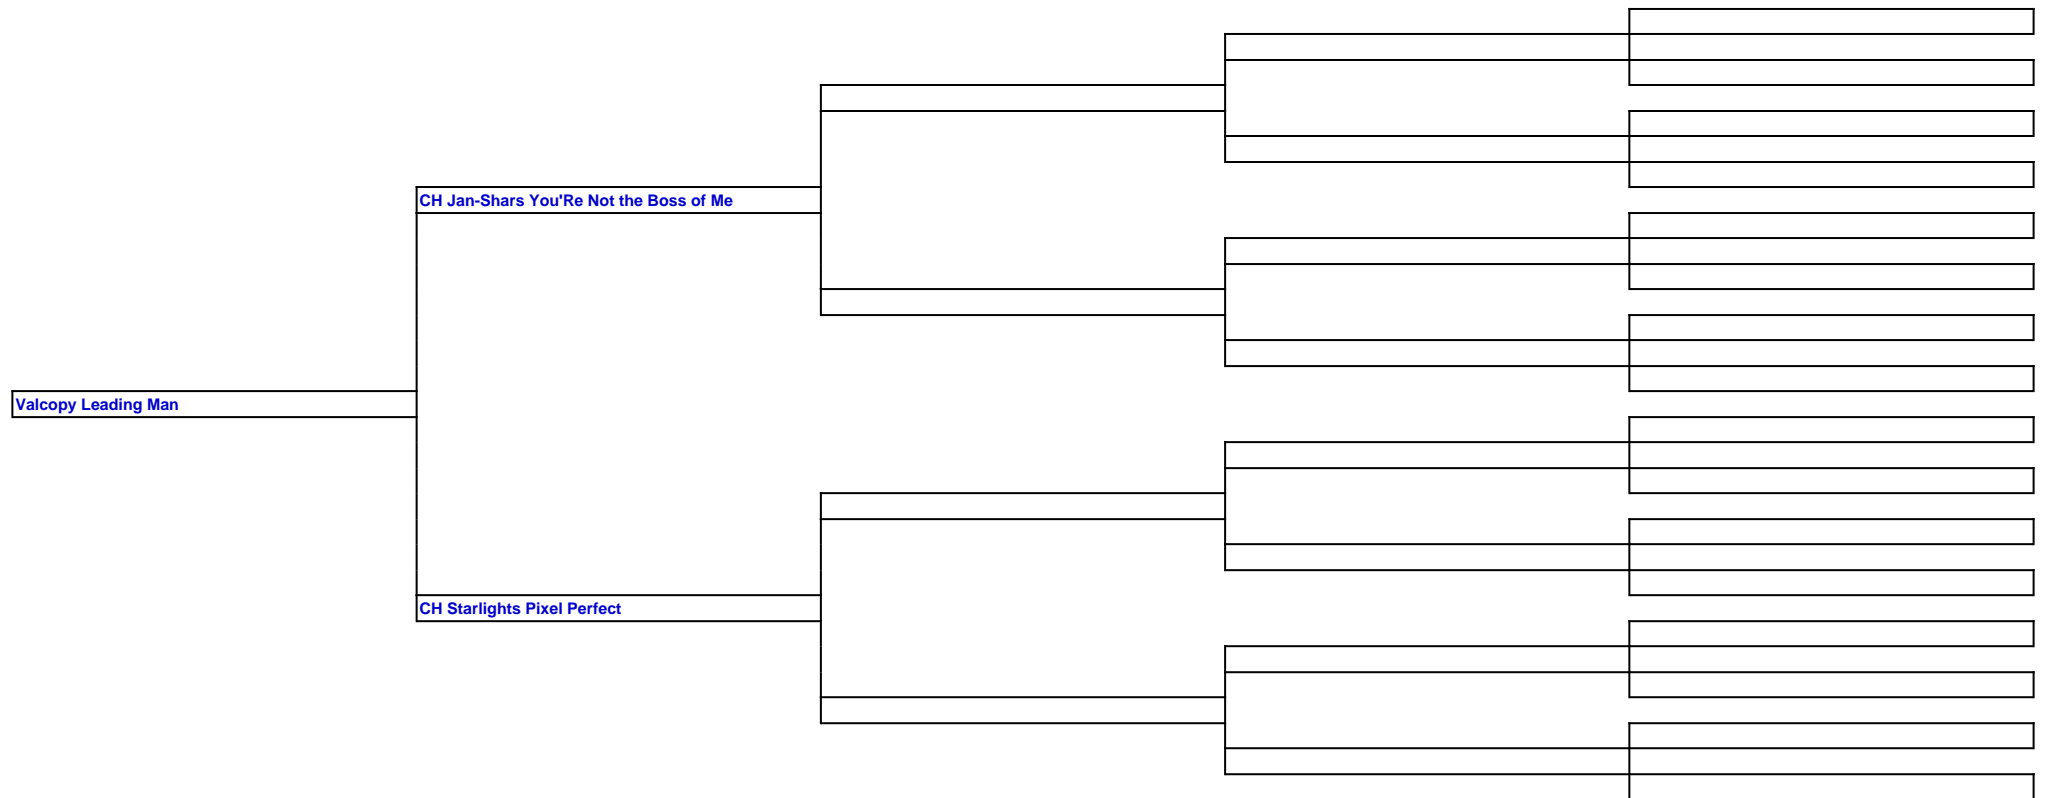 CH Jan-Shars You'Re Not the Boss of Me
Valcopy Leading Man
CH Starlights Pixel Perfect